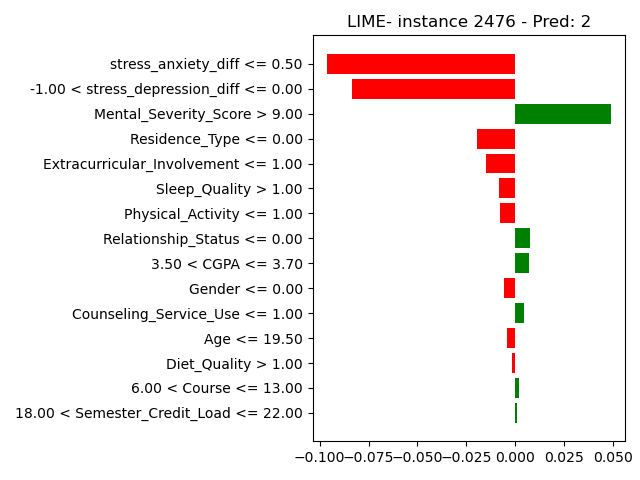 LIME- instance 2476 - Pred: 2
stress_anxiety_diff <= 0.50
-1.00 < stress_depression_diff <= 0.00
Mental_Severity_Score > 9.00
Residence_Type <= 0.00
Extracurricular_Involvement <= 1.00
Sleep_Quality > 1.00
Physical_Activity <= 1.00
Relationship_Status <= 0.00
3.50 < CGPA <= 3.70
Gender <= 0.00
Counseling_Service_Use <= 1.00
Age <= 19.50
Diet_Quality > 1.00
6.00 < Course <= 13.00
18.00 < Semester_Credit_Load <= 22.00
−0.100 −0.075 −0.050 −0.025 0.000 0.025 0.050